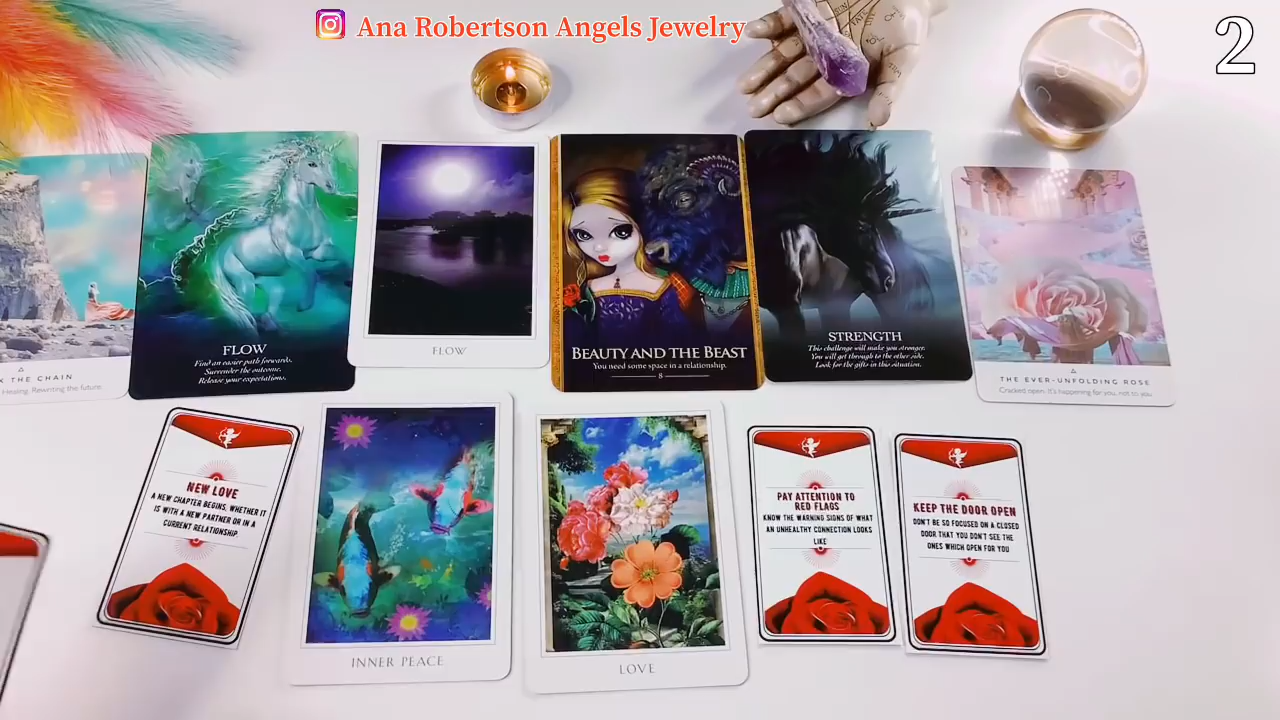 Ana Robertson Angels Jewelry
2
K THE CHAIN
Healing. Rewriting the future.
FLOW
Find an easier path forwards.
Surrender the outcome.
Release your expectations.
FLOW
BEAUTY AND THE BEAST
You need some space in a relationship.
8
STRENGTH
This challenge will make you stronger.
You will get through to the other side.
Look for the gifts in this situation.
THE EVER-UNFOLDING ROSE
Cracked open. It's happening for you, not to you.
NEW LOVE
A NEW CHAPTER BEGINS, WHETHER IT
IS WITH A NEW PARTNER OR IN A
CURRENT RELATIONSHIP
INNER PEACE
LOVE
PAY ATTENTION TO
RED FLAGS
KNOW THE WARNING SIGNS OF WHAT
AN UNHEALTHY CONNECTION LOOKS
LIKE
KEEP THE DOOR OPEN
DON'T BE SO FOCUSED ON A CLOSED
DOOR THAT YOU DON'T SEE THE
ONES WHICH OPEN FOR YOU